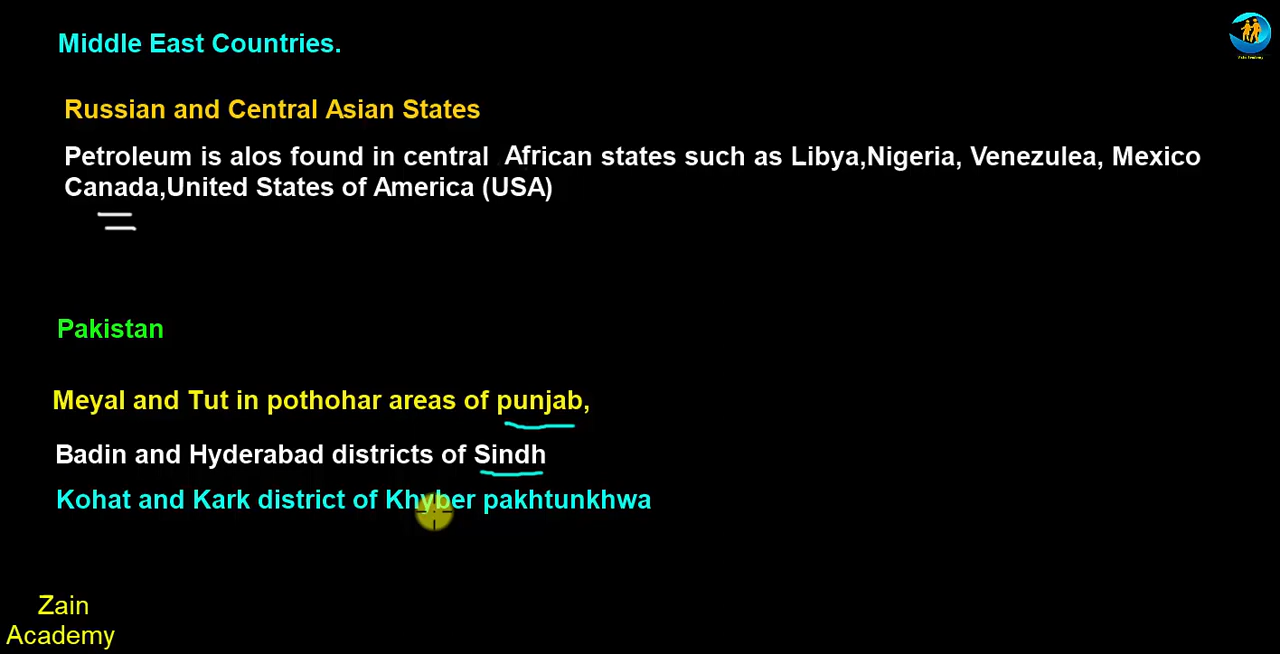 Middle East Countries.
Russian and Central Asian States
Petroleum is alos found in central African states such as Libya,Nigeria, Venezulea, Mexico
Canada,United States of America (USA)
Pakistan
Meyal and Tut in pothohar areas of punjab,
Badin and Hyderabad districts of Sindh
Kohat and Kark district of Khyber pakhtunkhwa
Zain
Academy
Zain Academy